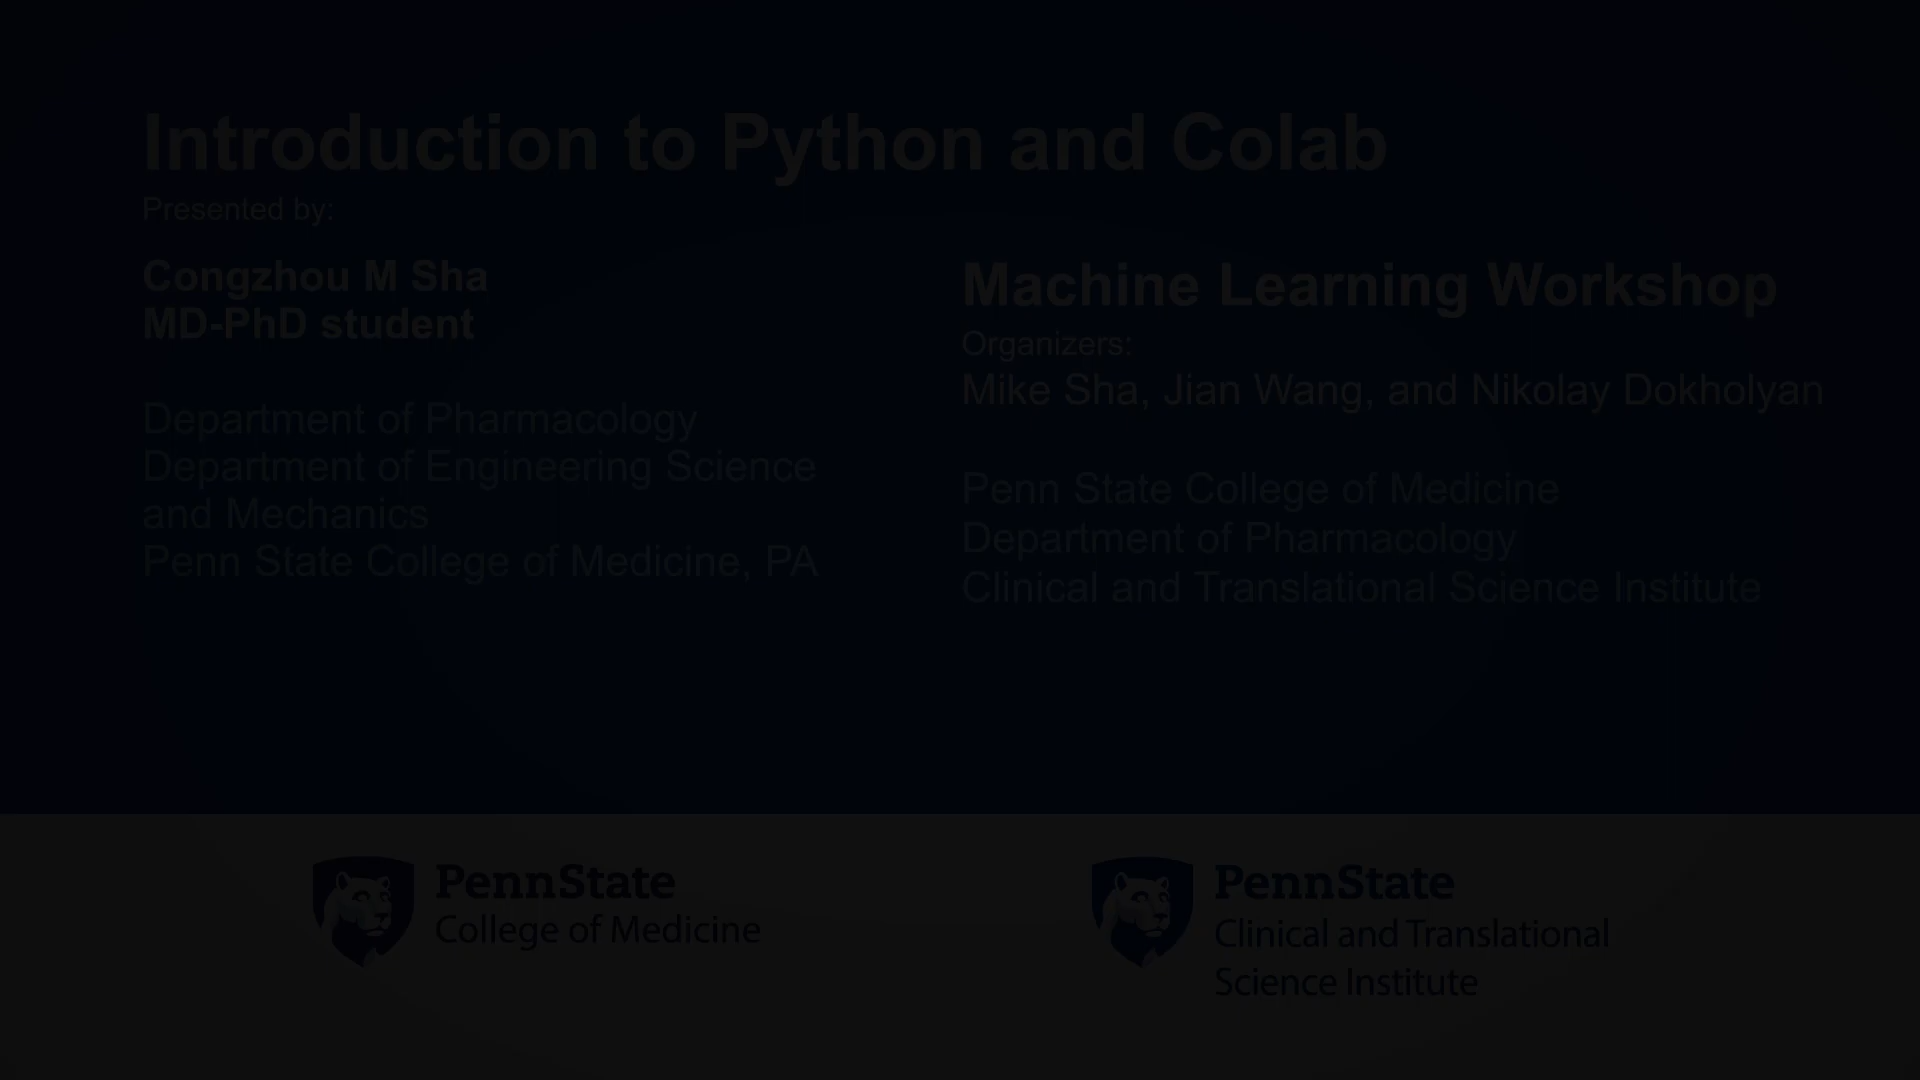 Introduction to Python and Colab
Presented by:
Congzhou M Sha
MD-PhD student
Department of Pharmacology
Department of Engineering Science
and Mechanics
Penn State College of Medicine, PA
Machine Learning Workshop
Organizers:
Mike Sha, Jian Wang, and Nikolay Dokholyan
Penn State College of Medicine
Department of Pharmacology
Clinical and Translational Science Institute
PennState
College of Medicine
PennState
Clinical and Translational
Science Institute